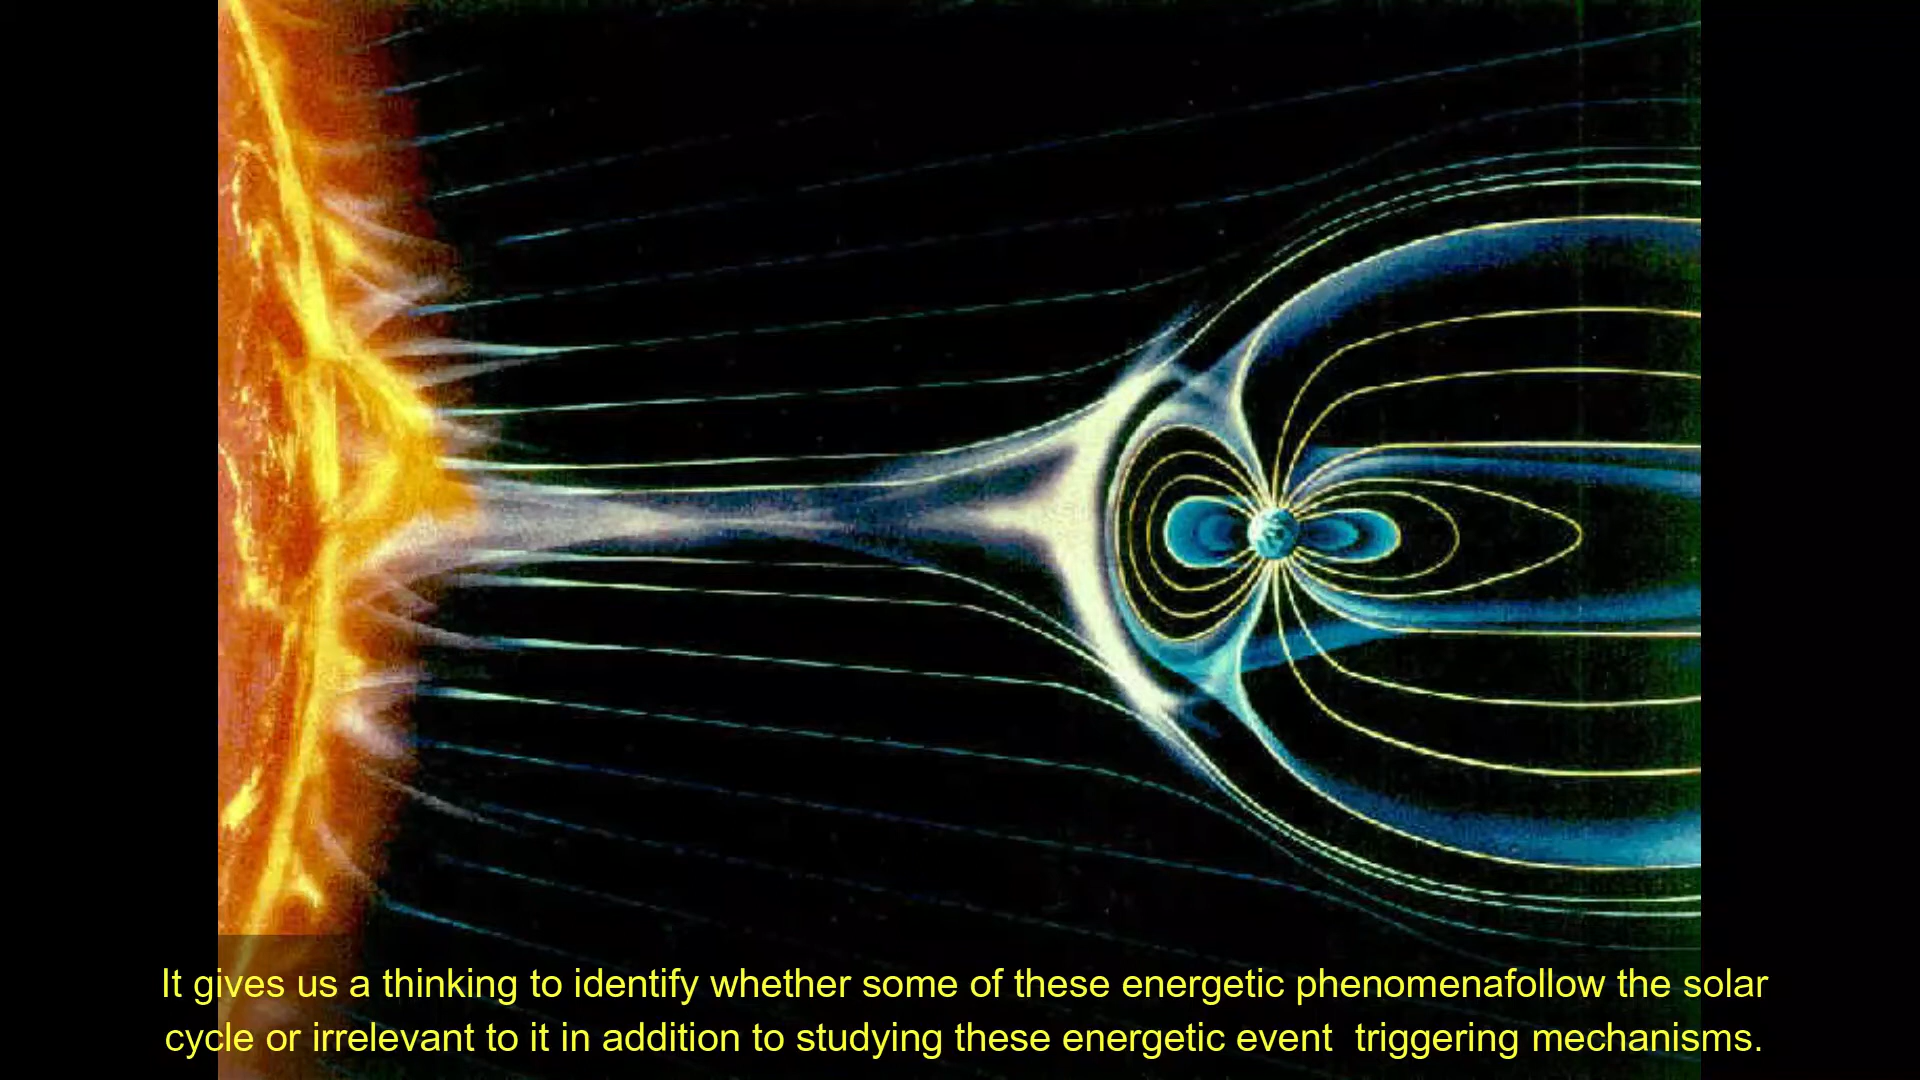 It gives us a thinking to identify whether some of these energetic phenomenafollow the solar
cycle or irrelevant to it in addition to studying these energetic event  triggering mechanisms.